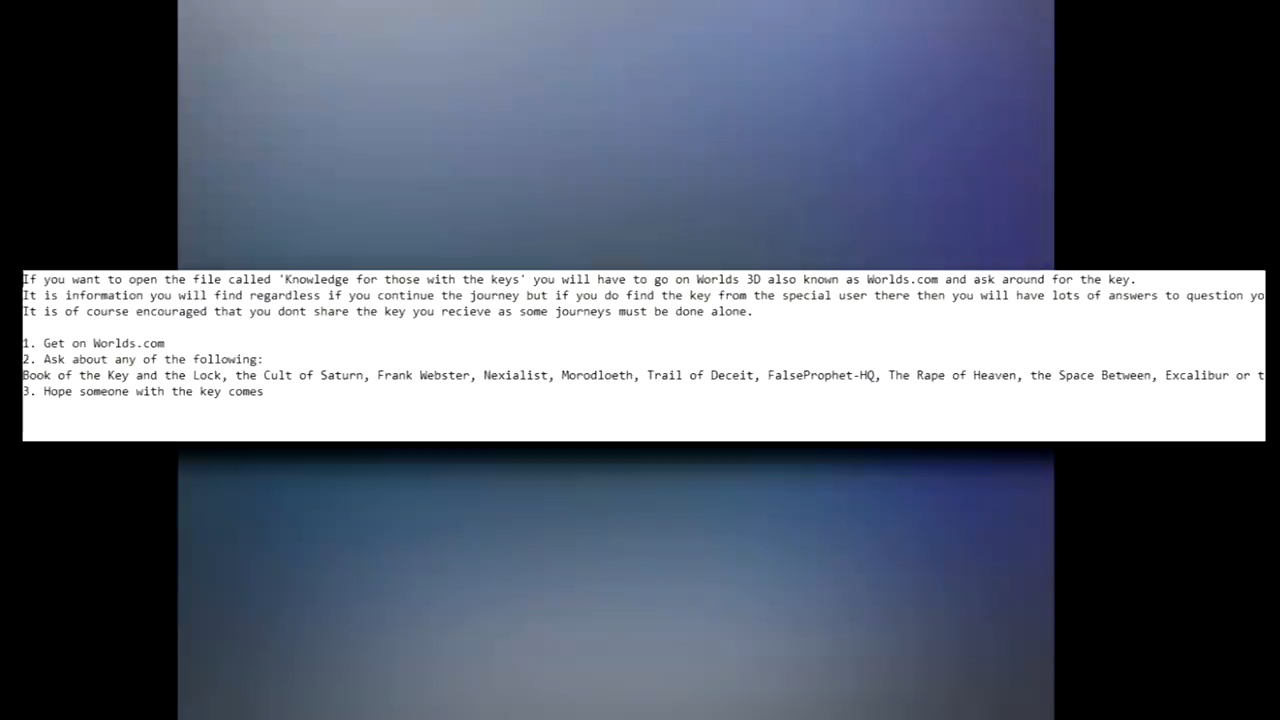 If you want to open the file called 'Knowledge for those with the keys' you will have to go on Worlds 3D also known as Worlds.com and ask around for the key.
It is information you will find regardless if you continue the journey but if you do find the key from the special user there then you will have lots of answers to question yo
It is of course encouraged that you dont share the key you recieve as some journeys must be done alone.
1. Get on Worlds.com
2. Ask about any of the following:
Book of the Key and the Lock, the Cult of Saturn, Frank Webster, Nexialist, Morodloeth, Trail of Deceit, FalseProphet-HQ, The Rape of Heaven, the Space Between, Excalibur or t
3. Hope someone with the key comes